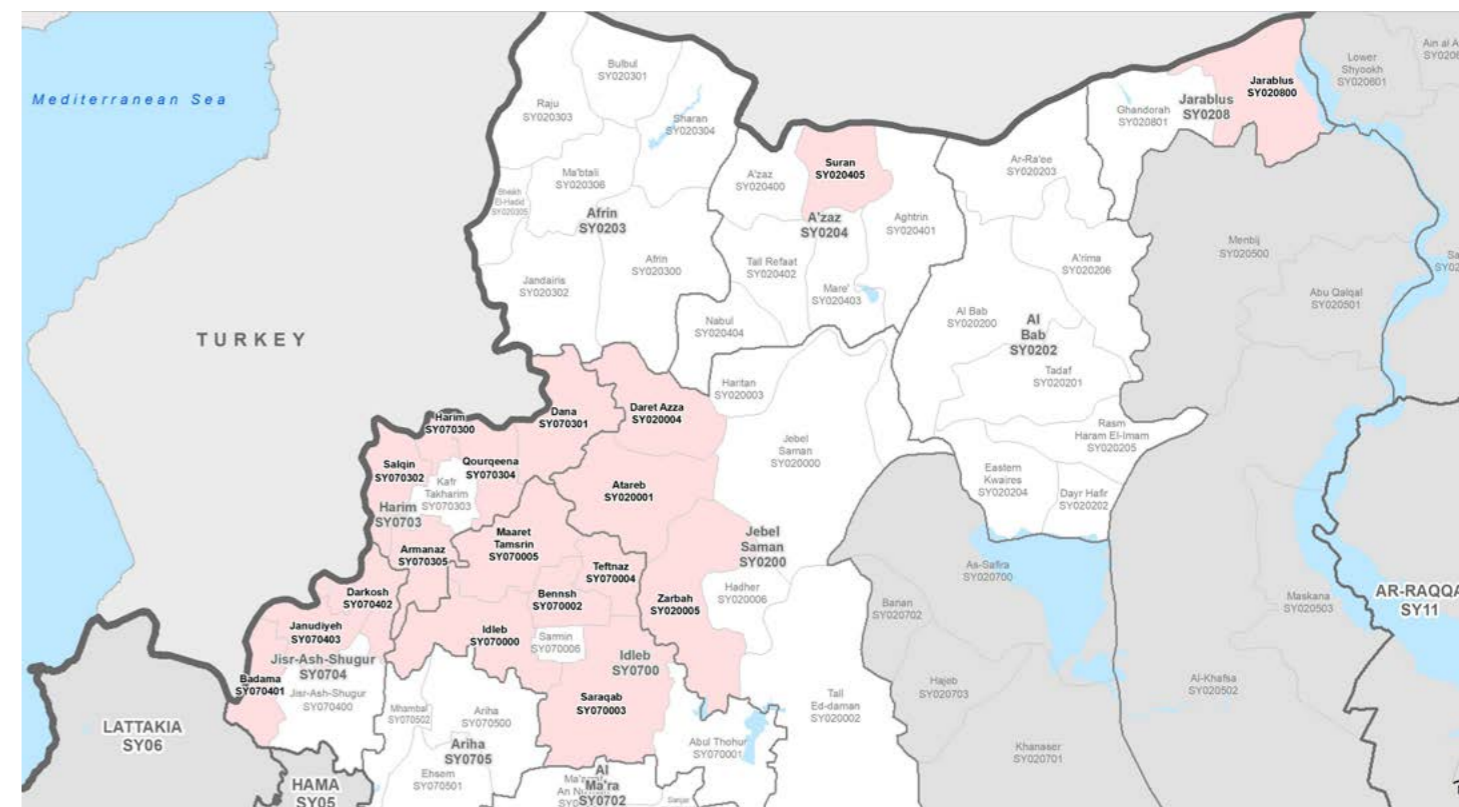 Mediterranean Sea
TURKEY
Bulbul
SY020301
Raju
SY020303
Sharan
SY020304
Ma'btali
SY020306
Sheikh
El-Hadid
SY020305
Afrin
SY0203
Afrin
SY020300
Jandairis
SY020302
A'zaz
SY020400
Suran
SY020405
A'zaz
SY0204
Aghtrin
SY020401
Tall Refaat
SY020402
Mare'
SY020403
Nabul
SY020404
Ar-Ra'ee
SY020203
A'rima
SY020206
Al Bab
SY020200
Al
Bab
SY0202
Tadaf
SY020201
Rasm
Haram El-Imam
SY020205
Eastern
Kwaires
SY020204
Dayr Hafir
SY020202
Ghandorah
SY020801
Jarablus
SY0208
Jarablus
SY020800
Lower
Shyookh
SY020601
Ain al A
Menbij
SY020500
Abu Qalqal
SY020501
Haritan
SY020003
Jebel
Saman
SY020000
Daret Azza
SY020004
Dana
SY070301
Harim
SY070300
Salqin
SY070302
Qourqeena
SY070304
Kafr
Takharim
SY070303
Harim
SY0703
Atareb
SY020001
Armanaz
SY070305
Maaret
Tamsrin
SY070005
Teftnaz
SY070004
Jebel
Saman
SY0200
Hadher
SY020006
Zarbah
SY020005
Darkosh
SY070402
Bennsh
SY070002
Janudiyeh
SY070403
Idleb
SY070000
Sarmin
SY070006
Idleb
SY0700
Jisr-Ash-Shugur
SY0704
Badama
SY070401
Jisr-Ash-Shugur
SY070400
Saraqab
SY070003
Mhambal
SY070502
Ariha
SY070500
Ariha
SY0705
Ehsem
SY070501
Abul Thohur
SY070001
Tall
Ed-daman
SY020002
As-Safira
SY020700
Banan
SY020702
Hajeb
SY020703
Khanaser
SY020701
Maskana
SY020503
Al-Khafsa
SY020502
AR-RAQQA
SY11
LATTAKIA
SY06
HAMA
SY05
Al
Ma'ra
SY0702
Sanjar